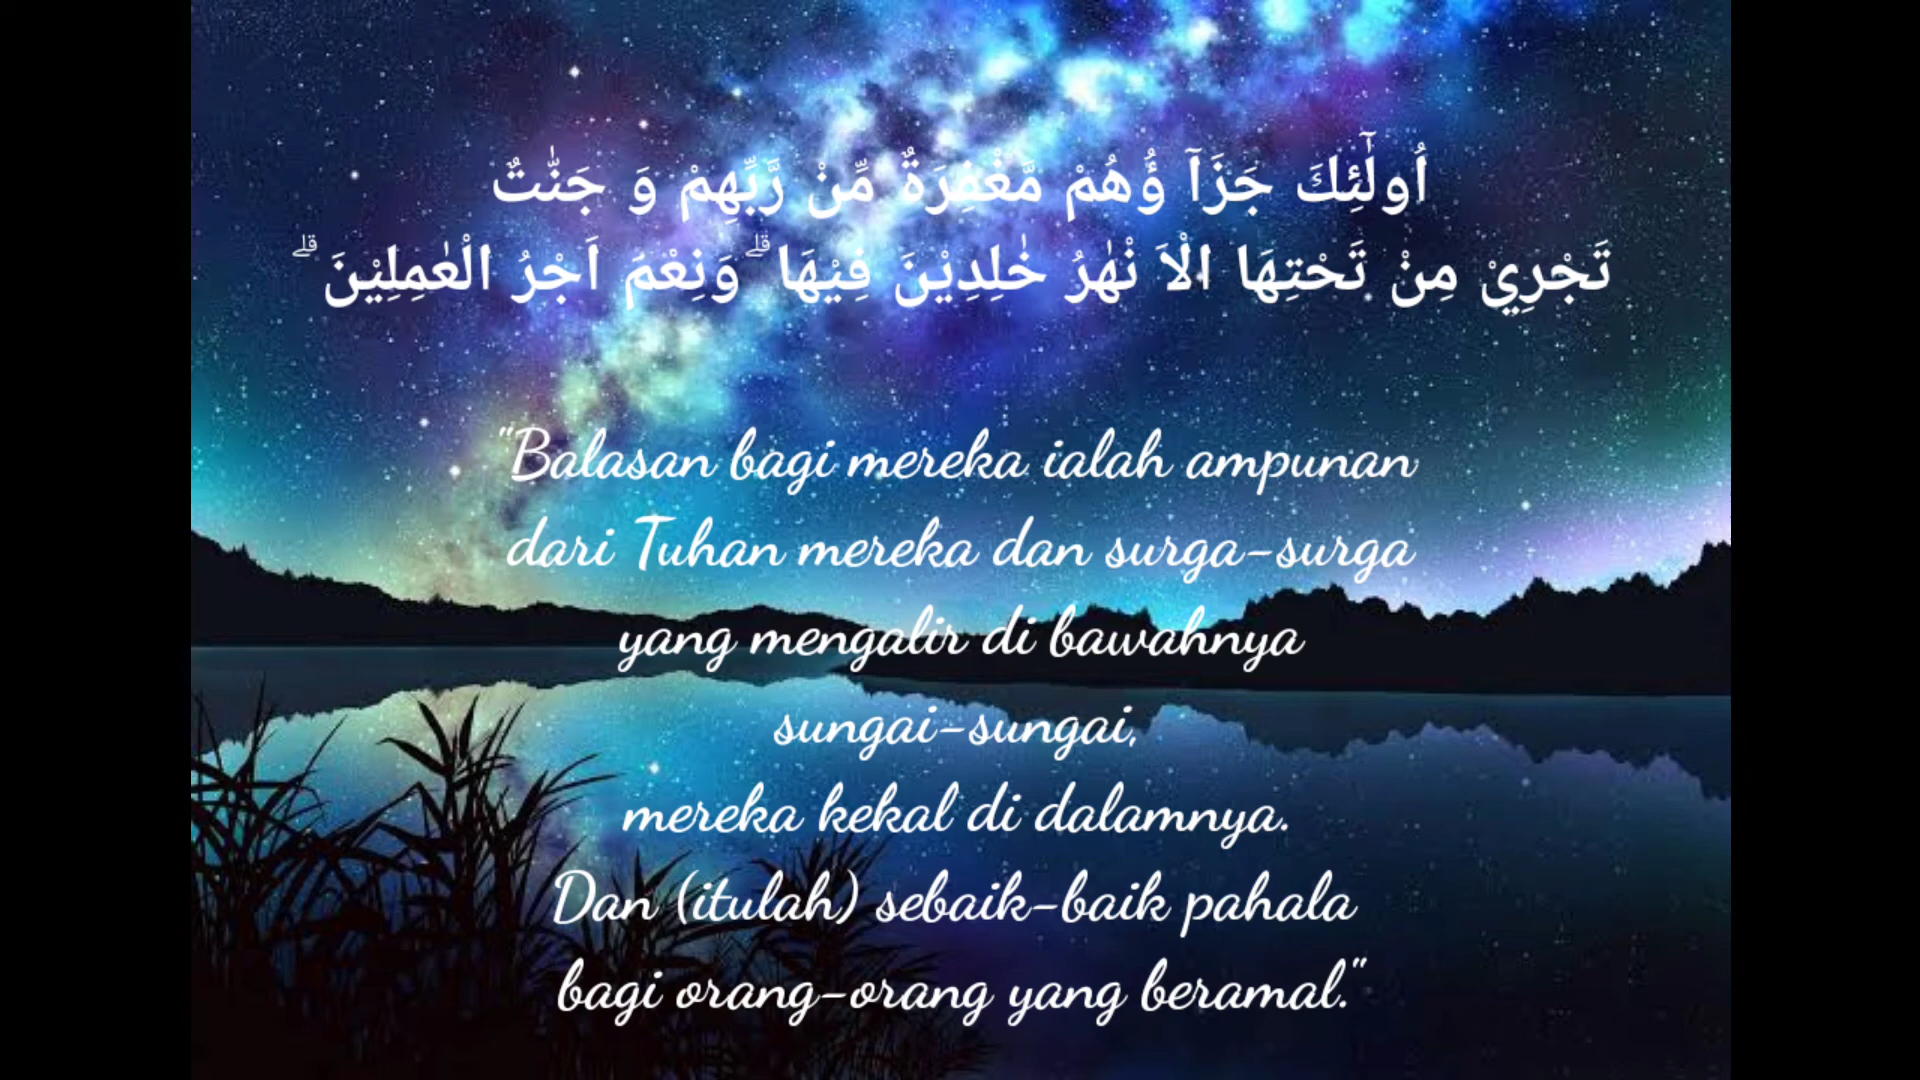 اُولٰٓئِكَ جَزَآ ؤُهُمْ مَّغْفِرَةٌ مِّنْ رَّبِّهِمْ وَ جَنّٰتٌ
تَجْرِيْ مِنْ تَحْتِهَا الْاَ نْهٰرُ خٰلِدِيْنَ فِيْهَا ۗ وَنِعْمَ اَجْرُ الْعٰمِلِيْنَ ۗ
"Balasan bagi mereka ialah ampunan
dari Tuhan mereka dan surga-surga
yang mengalir di bawahnya
sungai-sungai,
mereka kekal di dalamnya.
Dan (itulah) sebaik-baik pahala
bagi orang-orang yang beramal."